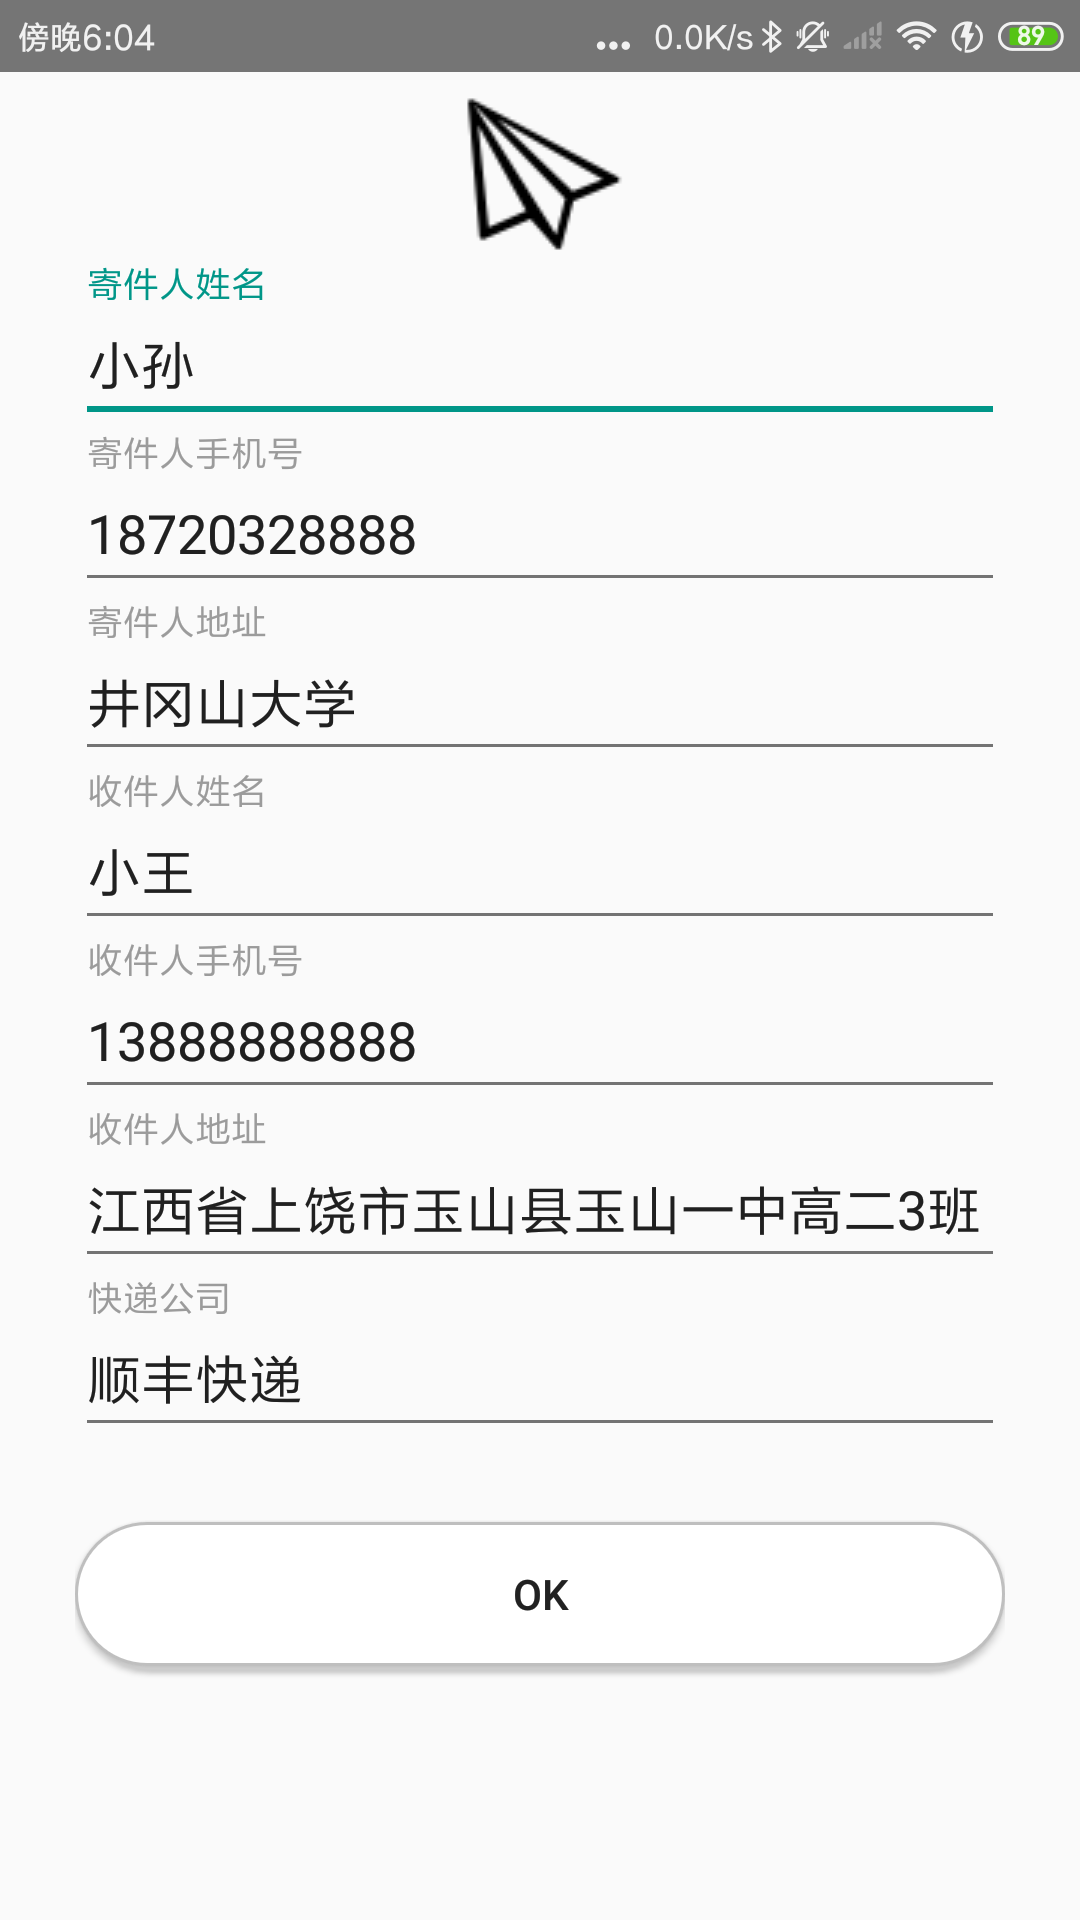 傍晚6:04 ... 0.0K/s 89
寄件人姓名
小孙
寄件人手机号
18720328888
寄件人地址
井冈山大学
收件人姓名
小王
收件人手机号
13888888888
收件人地址
江西省上饶市玉山县玉山一中高二3班
快递公司
顺丰快递
OK